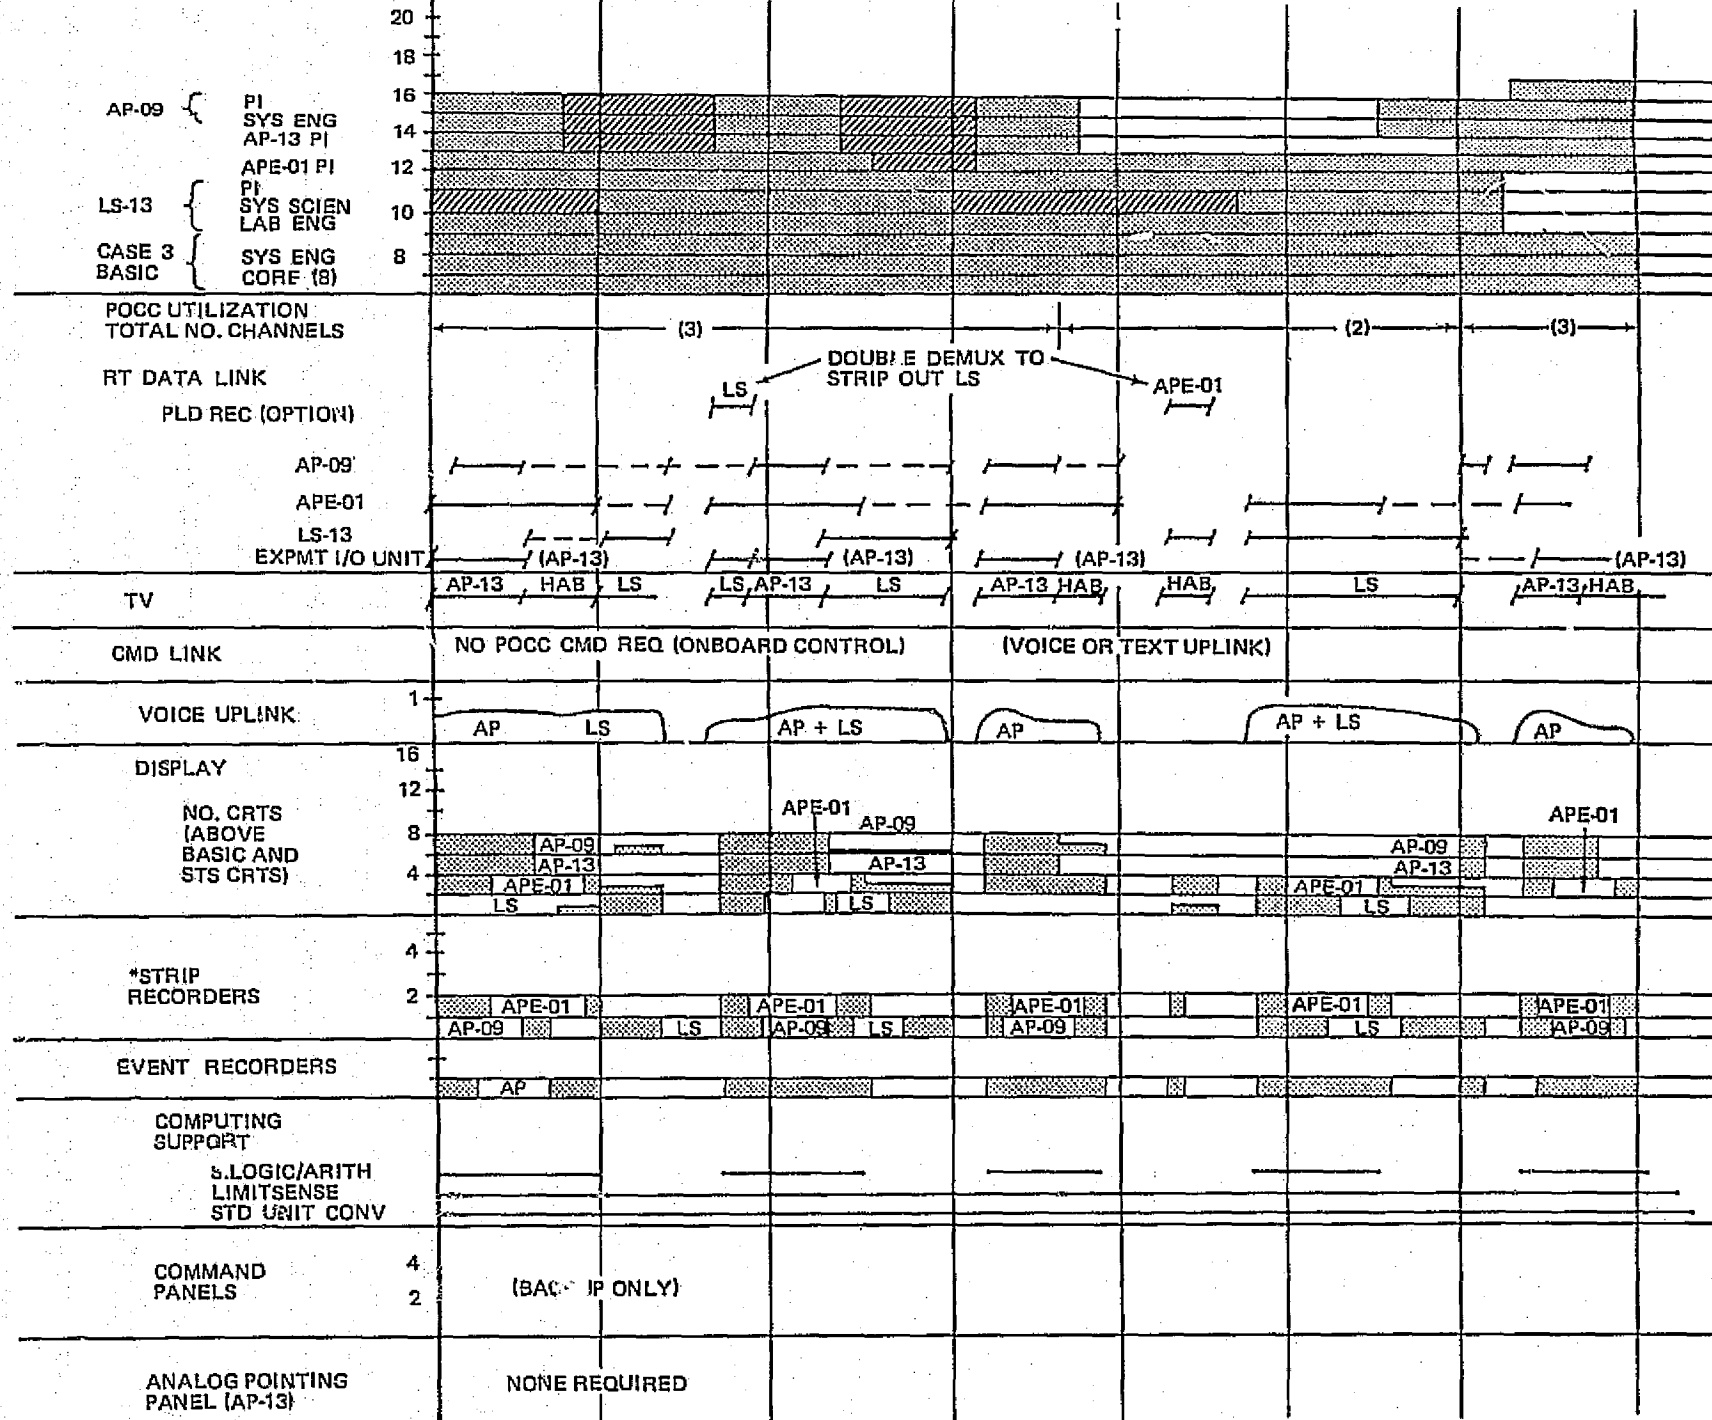 20
18
16
AP-09 { PI
SYS ENG
14
AP-13 PI
APE-01 PI 12
PI
LS-13 { SYS SCIEN 10
LAB ENG
CASE 3
BASIC { SYS ENG 8
CORE (8)
POCC UTILIZATION
TOTAL NO. CHANNELS (3) (2) (3)
DOUBLE DEMUX TO
STRIP OUT LS
RT DATA LINK LS APE-01
PLD REC (OPTION)
AP-09
APE-01
LS-13
EXPMT I/O UNIT (AP-13) (AP-13) (AP-13) (AP-13)
TV AP-13 HAB LS LS AP-13 LS AP-13 HAB HAB LS AP-13 HAB
CMD LINK NO POCC CMD REQ (ONBOARD CONTROL) (VOICE OR TEXT UPLINK)
1
VOICE UPLINK AP LS AP + LS AP AP + LS AP
DISPLAY 16
12
NO. CRTS
(ABOVE
BASIC AND
STS CRTS)
8
4
APE-01 APE-01
AP-09
AP-09 AP-09
AP-13 AP-13 AP-13
APE-01 APE-01
LS LS LS
4
*STRIP
RECORDERS 2
APE-01 APE-01 APE-01 APE-01 APE-01
AP-09 LS AP-09 LS AP-09 LS AP-09
EVENT RECORDERS
AP
COMPUTING
SUPPORT
LOGIC/ARITH
LIMITSENSE
STD UNIT CONV
COMMAND
PANELS
4
2
ONLY)
ANALOG POINTING
PANEL (AP-13)
NONE REQUIRED